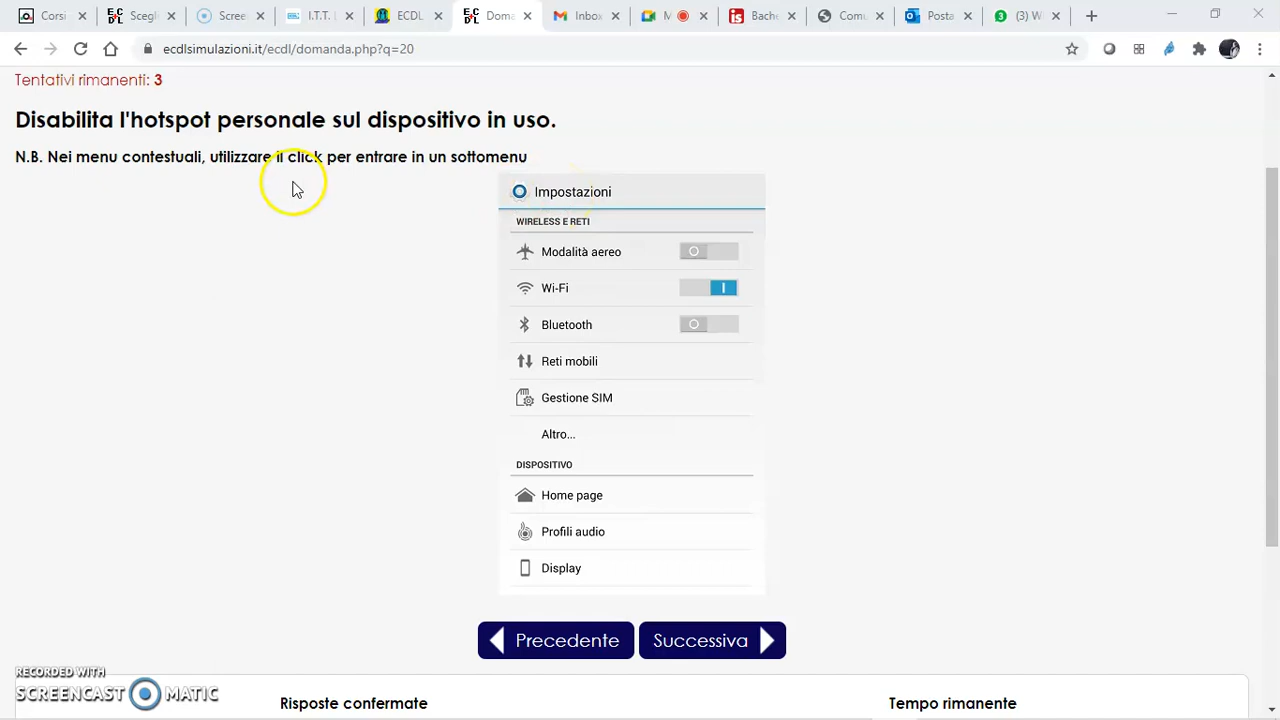 Corsi
Scegl
Scree
I.T.T. L
ECDL
Doma
Inbox
M
Bache
Comu
Posta
(3) W
ecdlsimulazioni.it/ecdl/domanda.php?q=20
Tentativi rimanenti: 3
Disabilita l'hotspot personale sul dispositivo in uso.
N.B. Nei menu contestuali, utilizzare il click per entrare in un sottomenu
Impostazioni
WIRELESS E RETI
Modalità aereo
Wi-Fi
Bluetooth
Reti mobili
Gestione SIM
Altro...
DISPOSITIVO
Home page
Profili audio
Display
Precedente Successiva
RECORDED WITH
SCREENCAST MATIC
Risposte confermate Tempo rimanente